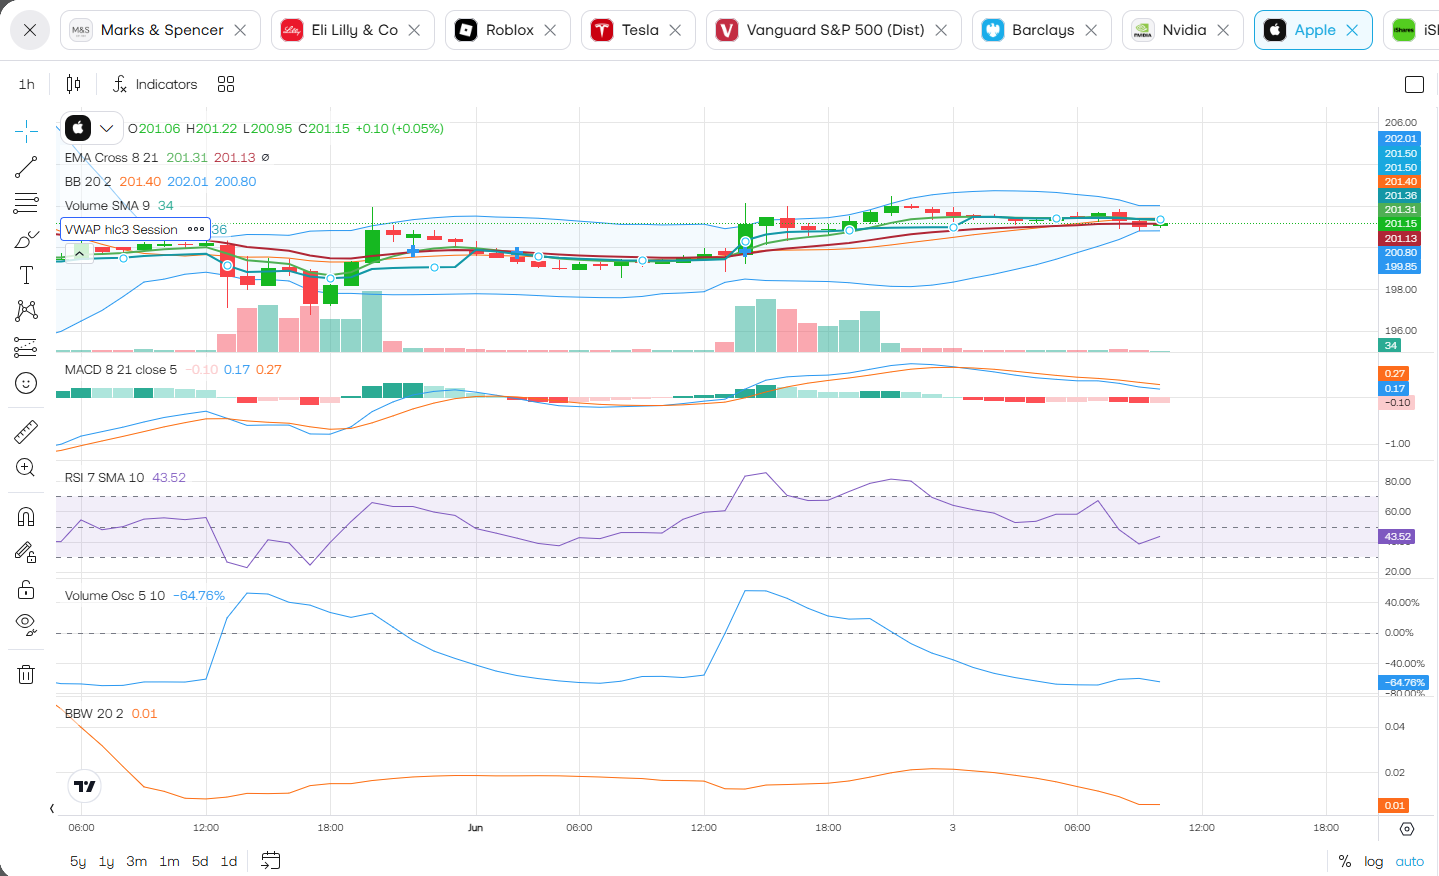 M&S Marks & Spencer Lilly Eli Lilly & Co Roblox Tesla Vanguard S&P 500 (Dist) Barclays NVIDIA Nvidia Apple iShares iSh
1h Indicators
O201.06 H201.22 L200.95 C201.15 +0.10 (+0.05%)
EMA Cross 8 21 201.31 201.13 ∅
BB 20 2 201.40 202.01 200.80
Volume SMA 9 34
VWAP hlc3 Session 36
206.00
202.01
201.50
201.50
201.40
201.36
201.31
201.15
201.13
200.80
199.85
198.00
196.00
34
MACD 8 21 close 5 −0.10 0.17 0.27
0.27
0.17
−0.10
−1.00
RSI 7 SMA 10 43.52
80.00
60.00
43.52
20.00
Volume Osc 5 10 −64.76%
40.00%
0.00%
−40.00%
−64.76%
−80.00%
BBW 20 2 0.01
0.04
0.02
0.01
06:00 12:00 18:00 Jun 06:00 12:00 18:00 3 06:00 12:00 18:00
5y 1y 3m 1m 5d 1d % log auto